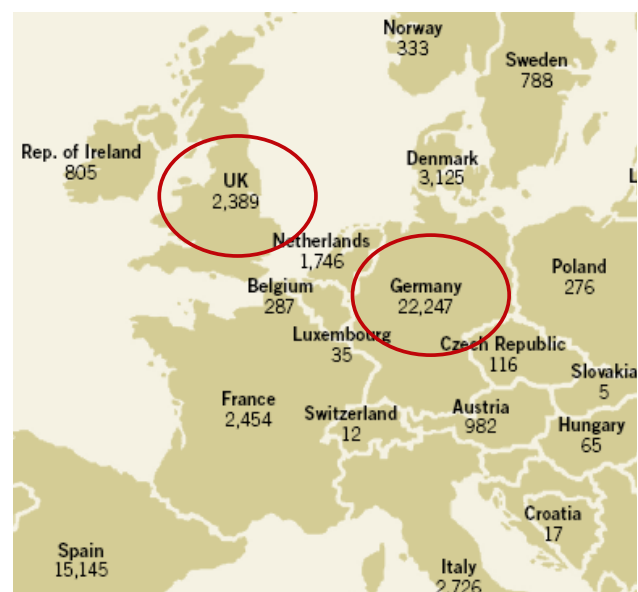 Norway
333
Sweden
788
Rep. of Ireland
805
UK
2,389
Denmark
3,125
L
Netherlands
1,746
Belgium
287
Germany
22,247
Poland
276
Luxembourg
35
Czech Republic
116
Slovakia
5
France
2,454
Switzerland
12
Austria
982
Hungary
65
Croatia
17
Spain
15,145
Italy
2,726